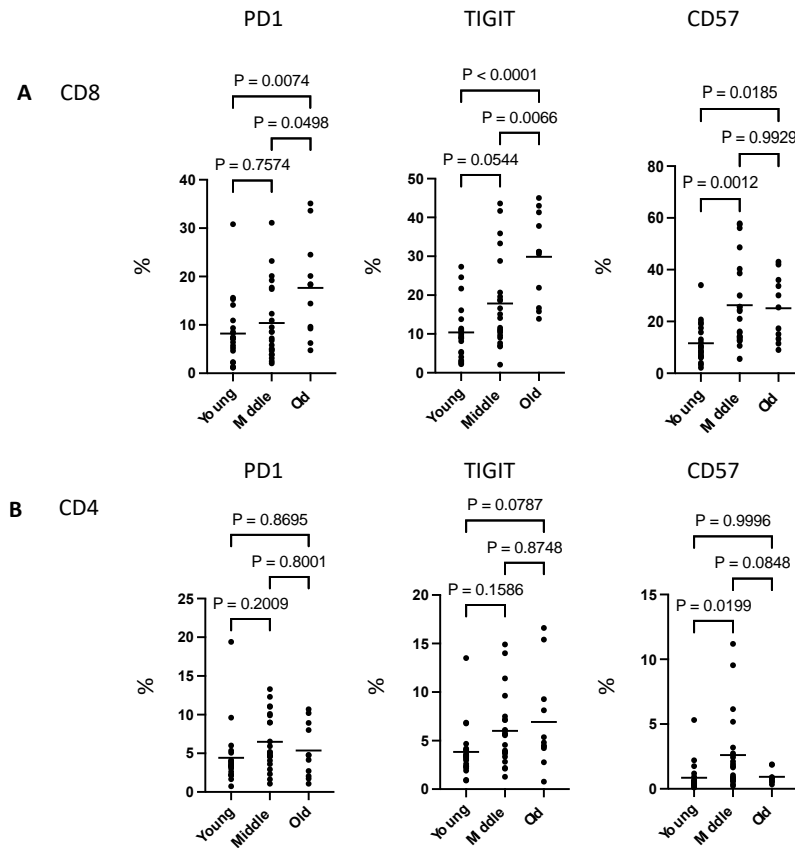 PD1 TIGIT CD57
A CD8
P = 0.0074
P = 0.0498
P = 0.7574
40
30
20
10
0
%
Young
M ddle
Old
P < 0.0001
P = 0.0066
P = 0.0544
50
40
30
20
10
0
%
Young
Middle
Old
P = 0.0185
P = 0.9929
P = 0.0012
80
60
40
20
0
%
Yo ung
M ddle
Old
PD1 TIGIT CD57
B CD4
P = 0.8695
P = 0.8001
P = 0.2009
25
20
15
10
5
0
%
Young
Middle
Old
P = 0.0787
P = 0.8748
P = 0.1586
20
15
10
5
0
%
Young
M ddle
Old
P = 0.9996
P = 0.0848
P = 0.0199
15
10
5
0
%
Yo ung
M ddle
Old